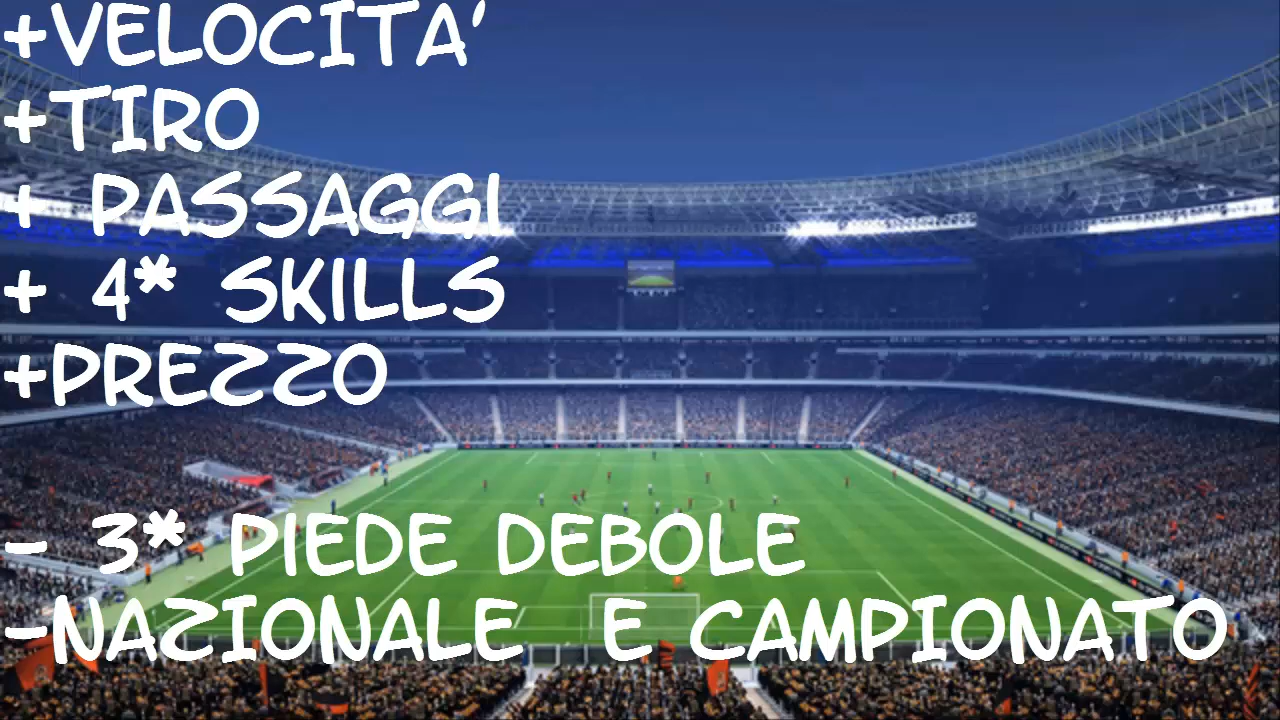 +VELOCITA'
+TIRO
+ PASSAGGI
+ 4* SKILLS
+PREZZO
- 3* PIEDE DEBOLE
-NAZIONALE E CAMPIONATO